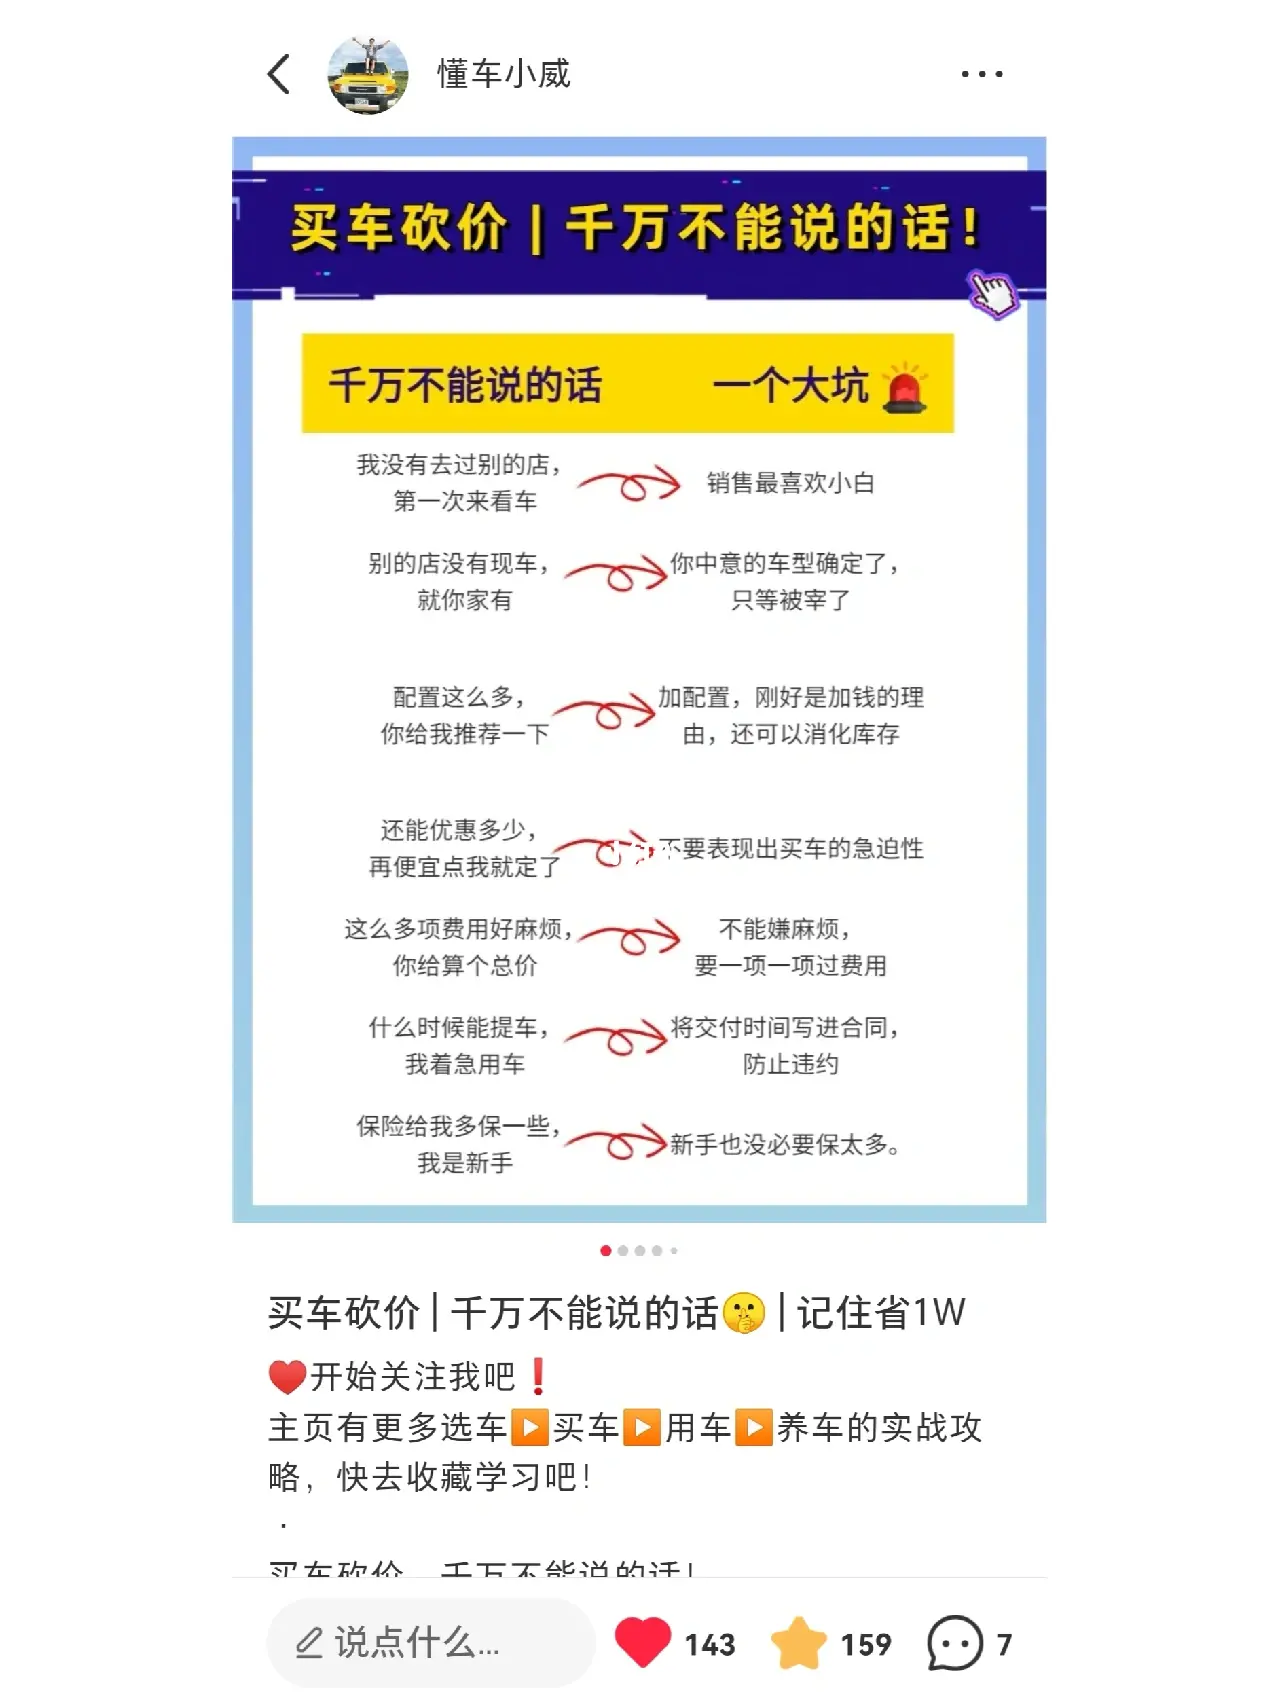 懂车小威
买车砍价 | 千万不能说的话！
千万不能说的话 一个大坑
我没有去过别的店，
第一次来看车
销售最喜欢小白
别的店没有现车，
就你家有
你中意的车型确定了，
只等被宰了
配置这么多，
你给我推荐一下
加配置，刚好是加钱的理
由，还可以消化库存
还能优惠多少，
再便宜点我就定了
不要表现出买车的急迫性
这么多项费用好麻烦，
你给算个总价
不能嫌麻烦，
要一项一项过费用
什么时候能提车，
我着急用车
将交付时间写进合同，
防止违约
保险给我多保一些，
我是新手
新手也没必要保太多。
买车砍价 | 千万不能说的话🤫 | 记住省1W
❤️开始关注我吧❗
主页有更多选车▶️买车▶️用车▶️养车的实战攻
略，快去收藏学习吧！
.
买车砍价，千万不能说的话！
说点什么...
143
159
7